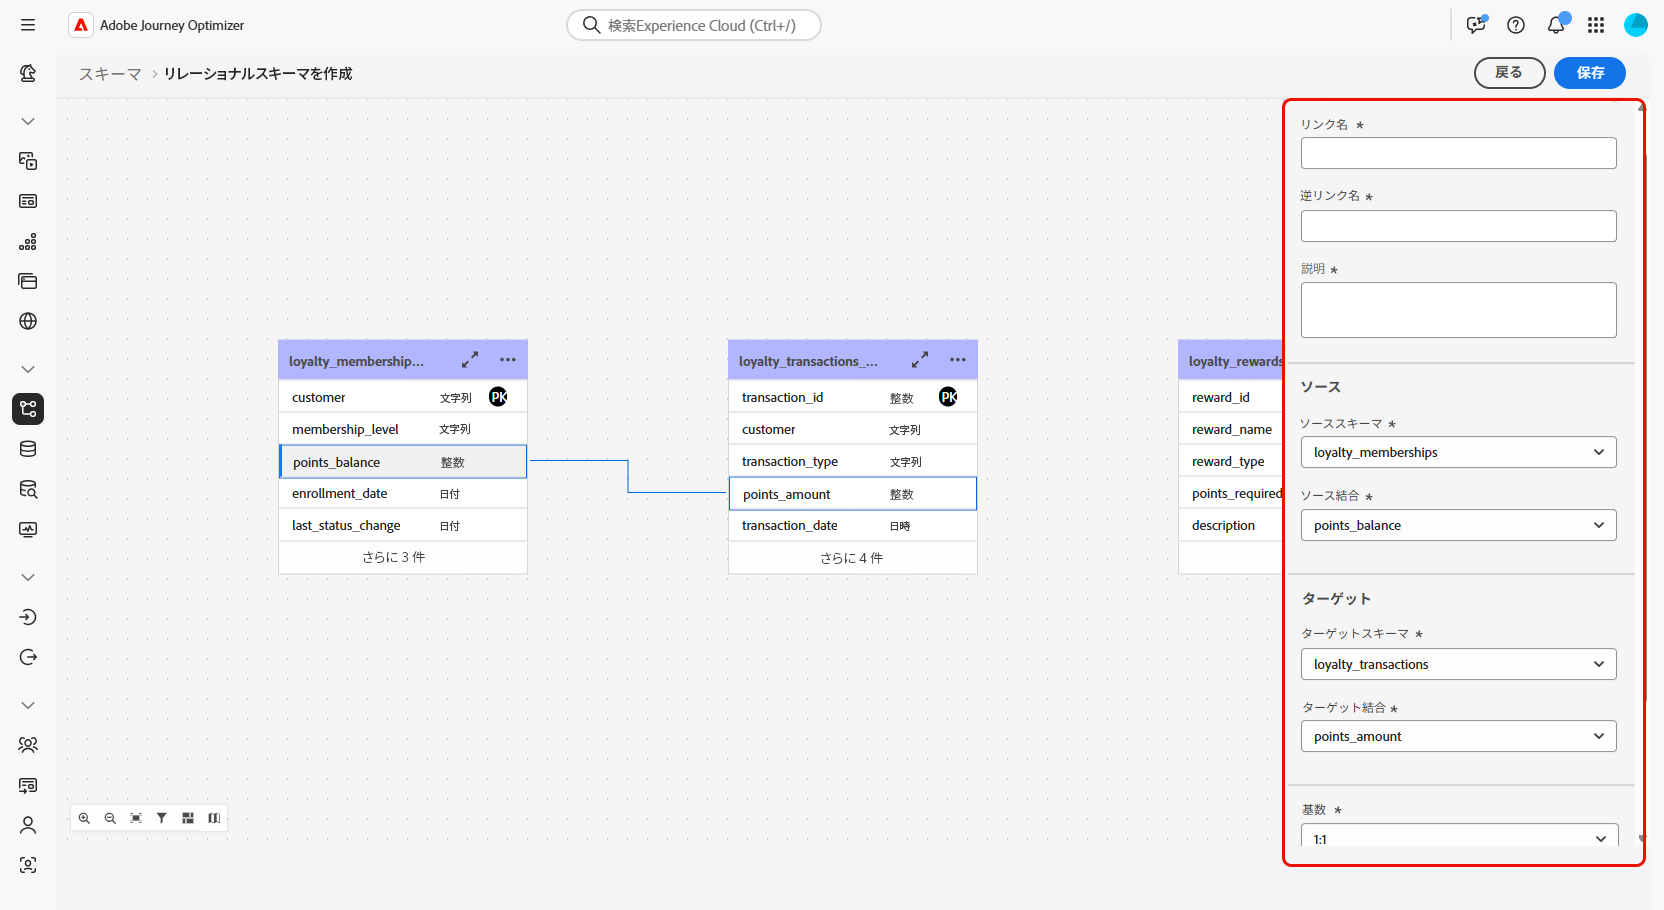 Adobe Journey Optimizer
検索Experience Cloud (Ctrl+/)
スキーマ > リレーショナルスキーマを作成
戻る
保存
loyalty_membership...
customer 文字列 PK
membership_level 文字列
points_balance 整数
enrollment_date 日付
last_status_change 日付
さらに 3 件
loyalty_transactions_...
transaction_id 整数 PK
customer 文字列
transaction_type 文字列
points_amount 整数
transaction_date 日時
さらに 4 件
loyalty_rewards
reward_id
reward_name
reward_type
points_required
description
リンク名 *
逆リンク名 *
説明 *
ソース
ソーススキーマ *
loyalty_memberships
ソース結合 *
points_balance
ターゲット
ターゲットスキーマ *
loyalty_transactions
ターゲット結合 *
points_amount
基数 *
1:1